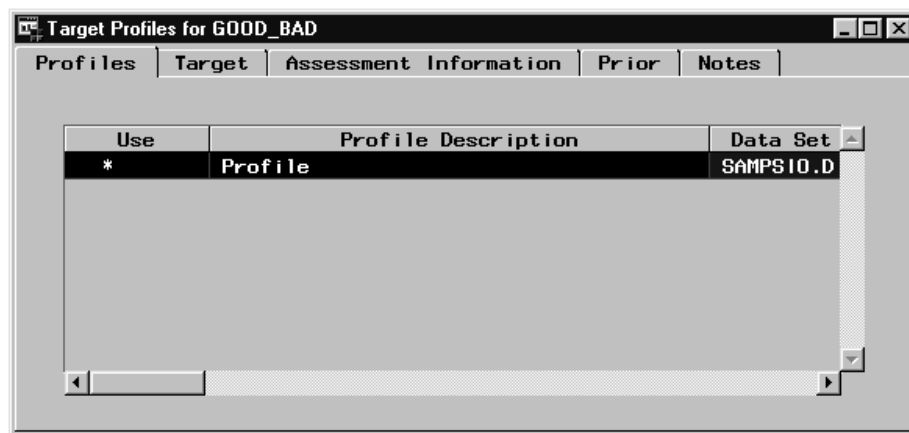 Target Profiles for GOOD_BAD
Profiles Target Assessment Information Prior Notes
Use Profile Description Data Set
* Profile SAMPSIO.D